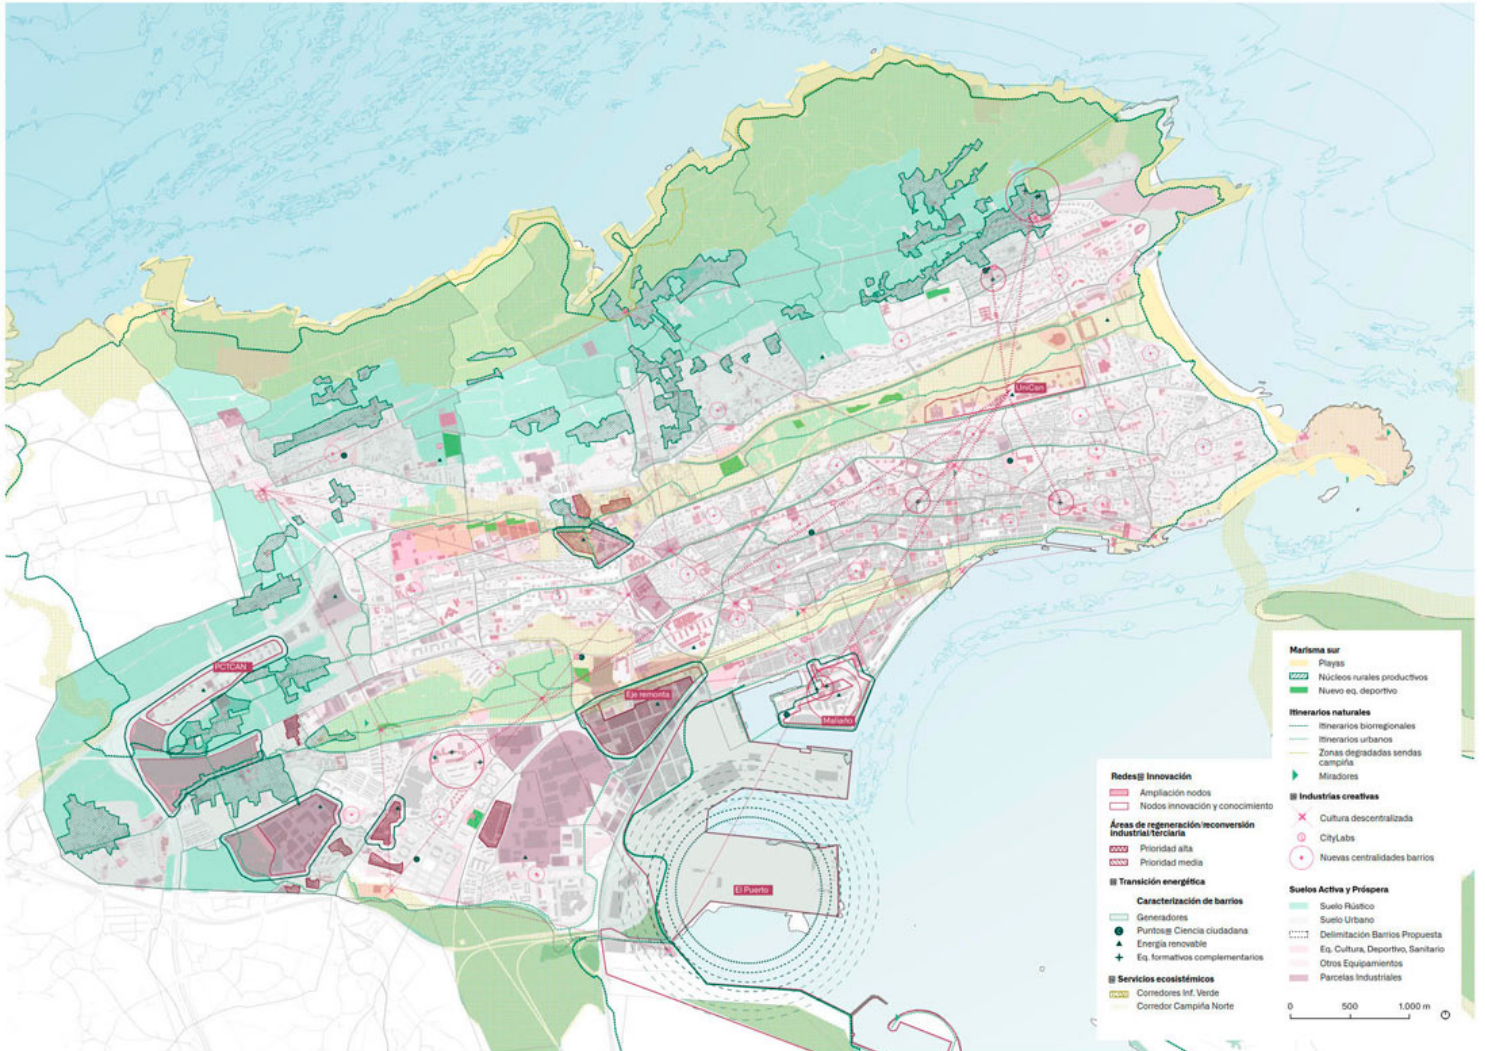 UniCan
PCTCAN
Eje remonta
Maliaño
El Puerto
Marisma sur
Playas
Núcleos rurales productivos
Nuevo eq. deportivo
Itinerarios naturales
Itinerarios biorregionales
Itinerarios urbanos
Zonas degradadas sendas
campiña
Miradores
Industrias creativas
Cultura descentralizada
CityLabs
Nuevas centralidades barrios
Suelos Activa y Próspera
Suelo Rústico
Suelo Urbano
Delimitación Barrios Propuesta
Eq. Cultura, Deportivo, Sanitario
Otros Equipamientos
Parcelas Industriales
0 500 1.000 m
Redes Innovación
Ampliación nodos
Nodos innovación y conocimiento
Áreas de regeneración/reconversión
industrial/terciaria
Prioridad alta
Prioridad media
Transición energética
Caracterización de barrios
Generadores
Puntos Ciencia ciudadana
Energía renovable
Eq. formativos complementarios
Servicios ecosistémicos
Corredores Inf. Verde
Corredor Campiña Norte